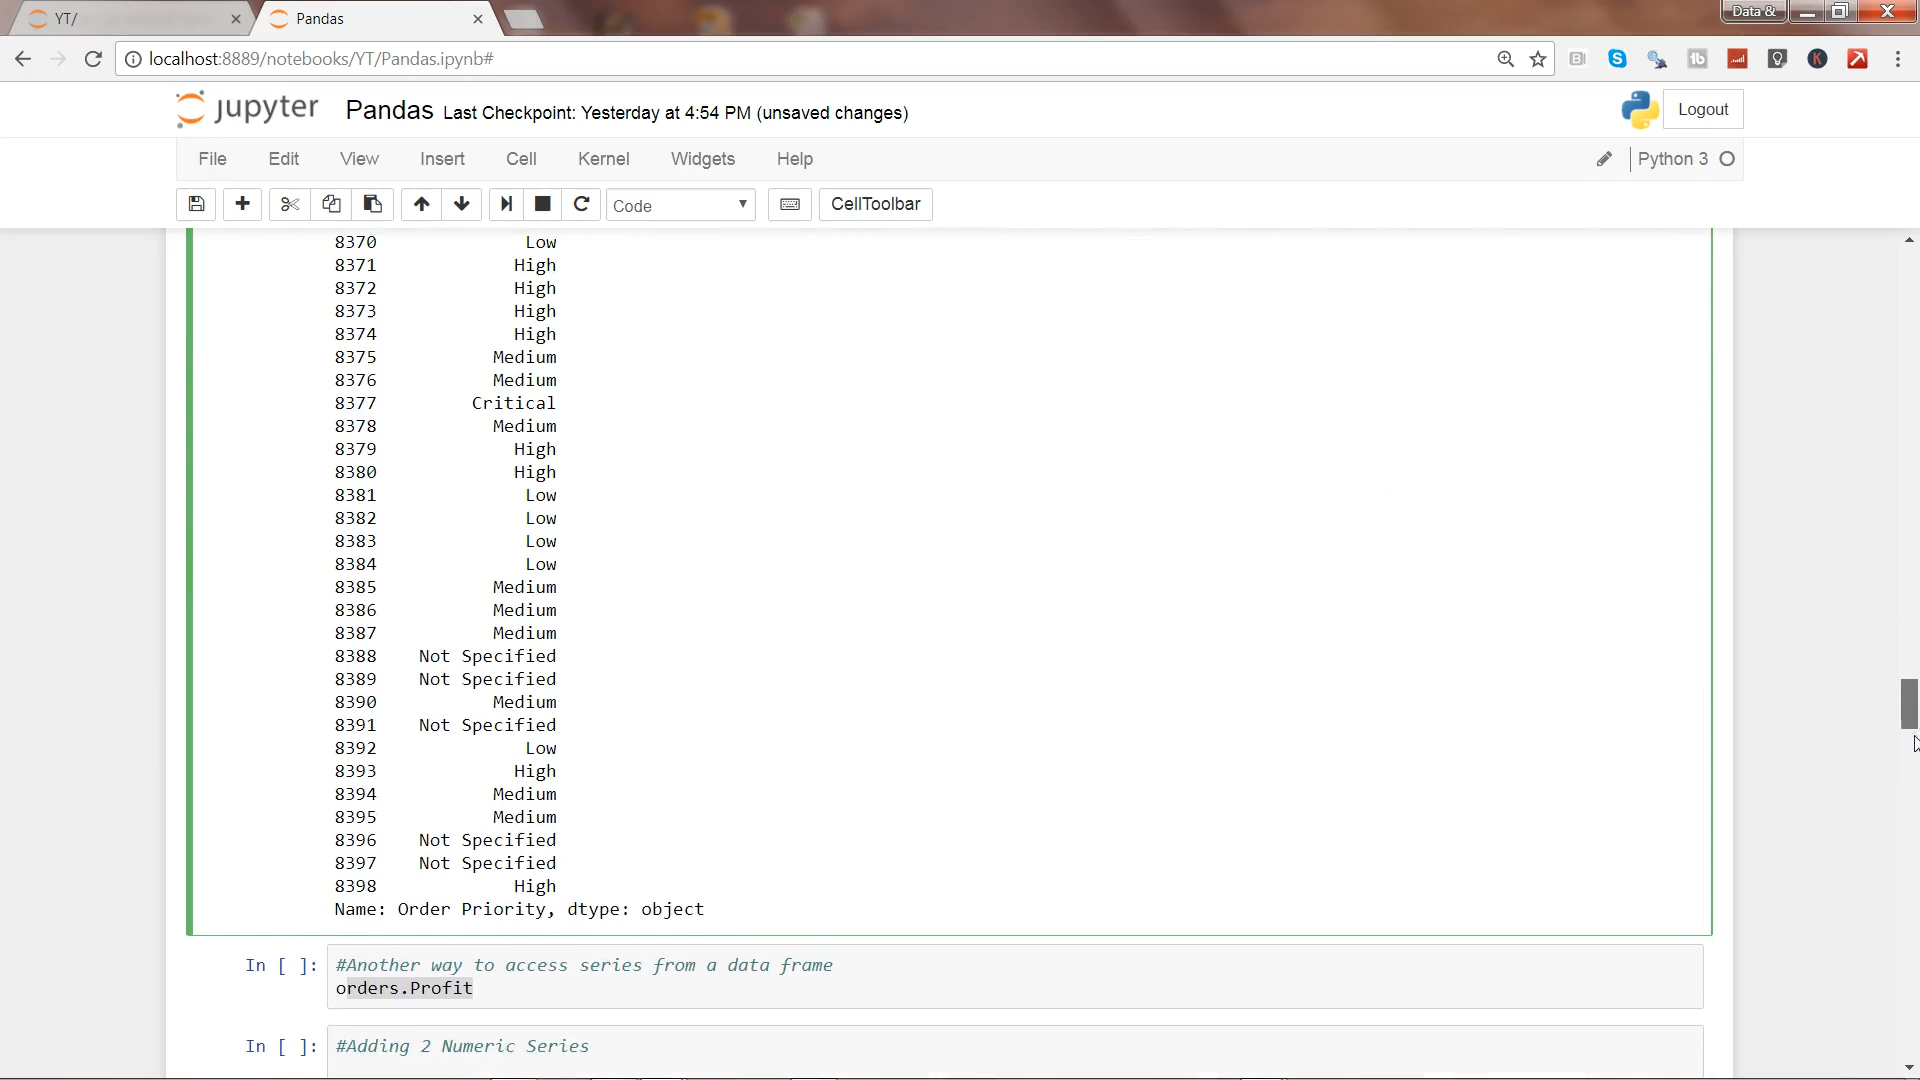 YT/
Pandas
Data &
localhost:8889/notebooks/YT/Pandas.ipynb#
jupyter Pandas Last Checkpoint: Yesterday at 4:54 PM (unsaved changes)
Logout
File Edit View Insert Cell Kernel Widgets Help
Python 3
Code CellToolbar
8370 Low
8371 High
8372 High
8373 High
8374 High
8375 Medium
8376 Medium
8377 Critical
8378 Medium
8379 High
8380 High
8381 Low
8382 Low
8383 Low
8384 Low
8385 Medium
8386 Medium
8387 Medium
8388 Not Specified
8389 Not Specified
8390 Medium
8391 Not Specified
8392 Low
8393 High
8394 Medium
8395 Medium
8396 Not Specified
8397 Not Specified
8398 High
Name: Order Priority, dtype: object
In [ ]: #Another way to access series from a data frame
orders.Profit
In [ ]: #Adding 2 Numeric Series